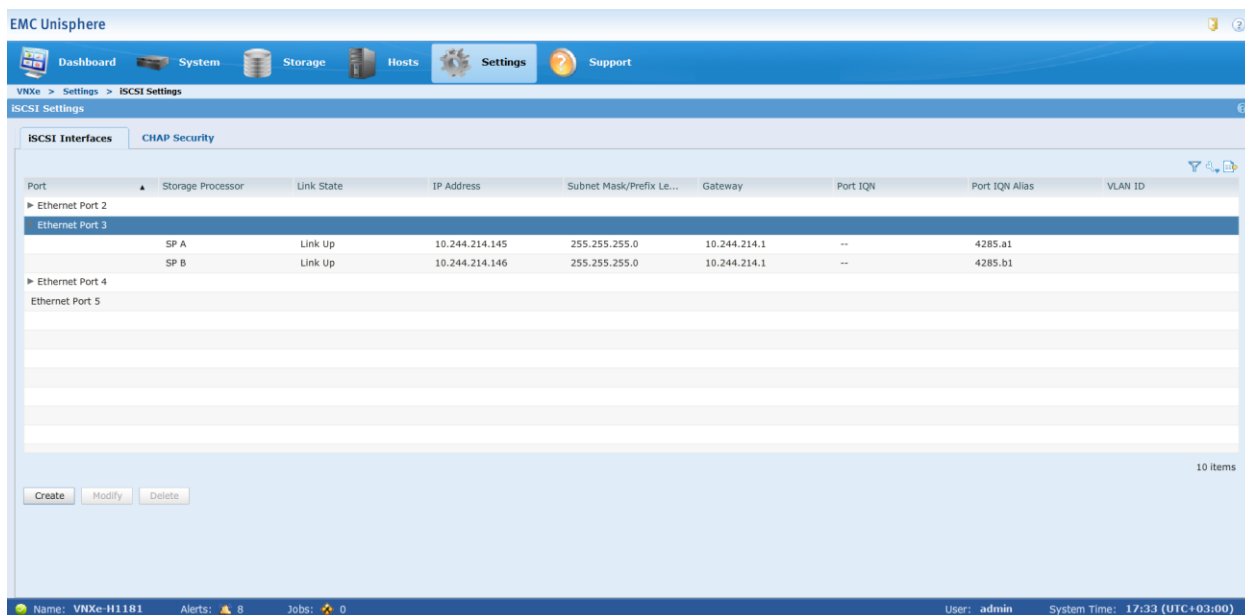 EMC Unisphere
Dashboard System Storage Hosts Settings Support
VNXe > Settings > iSCSI Settings
iSCSI Settings
iSCSI Interfaces CHAP Security
Port Storage Processor Link State IP Address Subnet Mask/Prefix Le... Gateway Port IQN Port IQN Alias VLAN ID
Ethernet Port 2
Ethernet Port 3
SP A Link Up 10.244.214.145 255.255.255.0 10.244.214.1 -- 4285.a1
SP B Link Up 10.244.214.146 255.255.255.0 10.244.214.1 -- 4285.b1
Ethernet Port 4
Ethernet Port 5
10 items
Create Modify Delete
Name: VNXe-H1181 Alerts: 8 Jobs: 0 User: admin System Time: 17:33 (UTC+03:00)